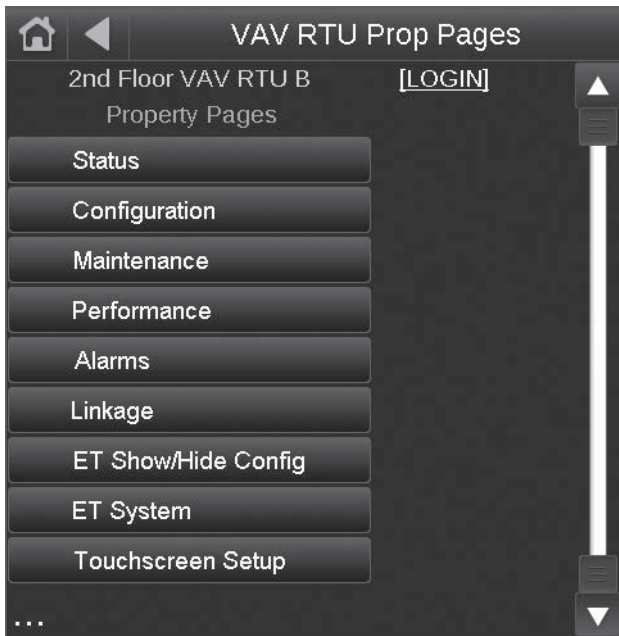 VAV RTU Prop Pages
2nd Floor VAV RTU B [LOGIN]
Property Pages
Status
Configuration
Maintenance
Performance
Alarms
Linkage
ET Show/Hide Config
ET System
Touchscreen Setup
...